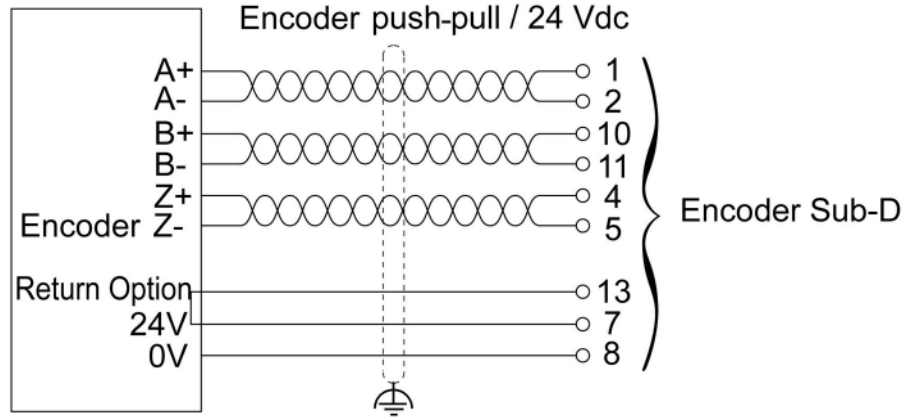 Encoder push-pull / 24 Vdc
A+ 1
A- 2
B+ 10
B- 11
Z+ 4
Encoder Z- 5
Encoder Sub-D
Return Option 13
24V 7
0V 8